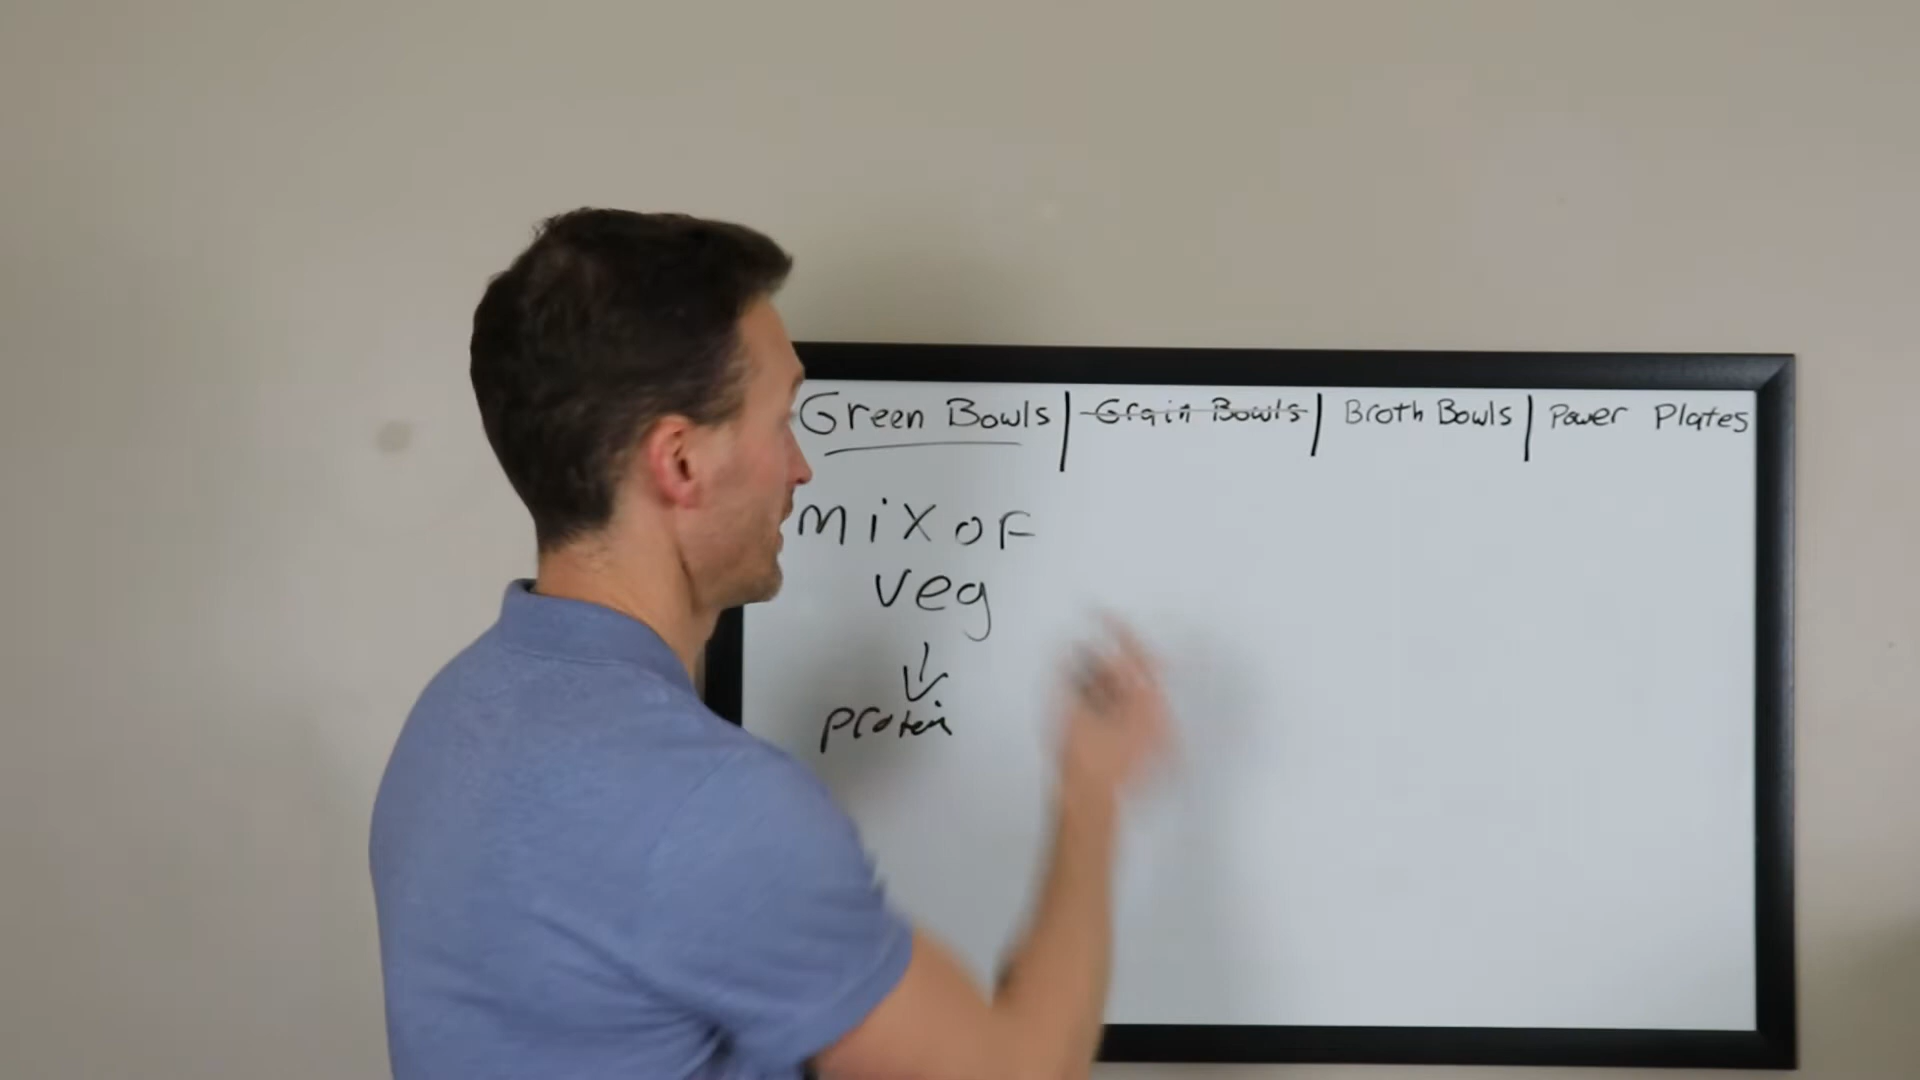 Green Bowls | Grain Bowls | Broth Bowls | Power Plates
mix of
veg
protein